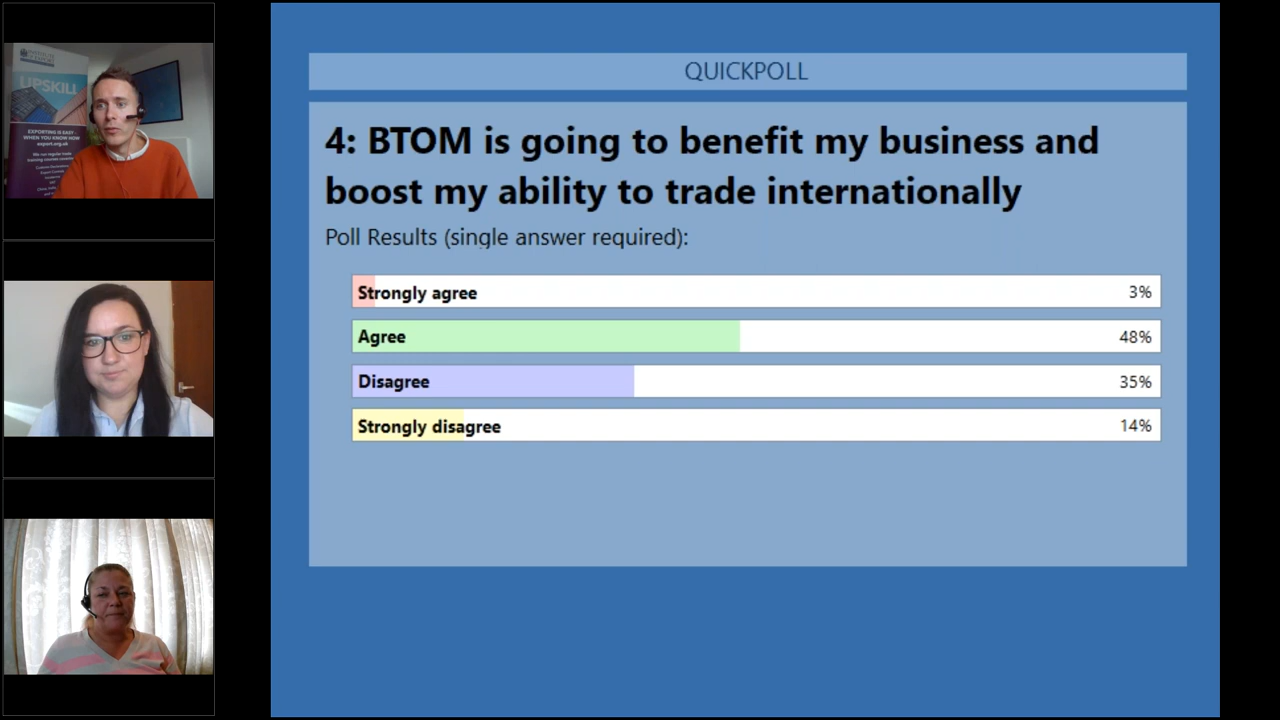 UPSKILL
EXPORTING IS EASY -
WHEN YOU KNOW HOW
export.org.uk
QUICKPOLL
4: BTOM is going to benefit my business and
boost my ability to trade internationally
Poll Results (single answer required):
Strongly agree 3%
Agree 48%
Disagree 35%
Strongly disagree 14%